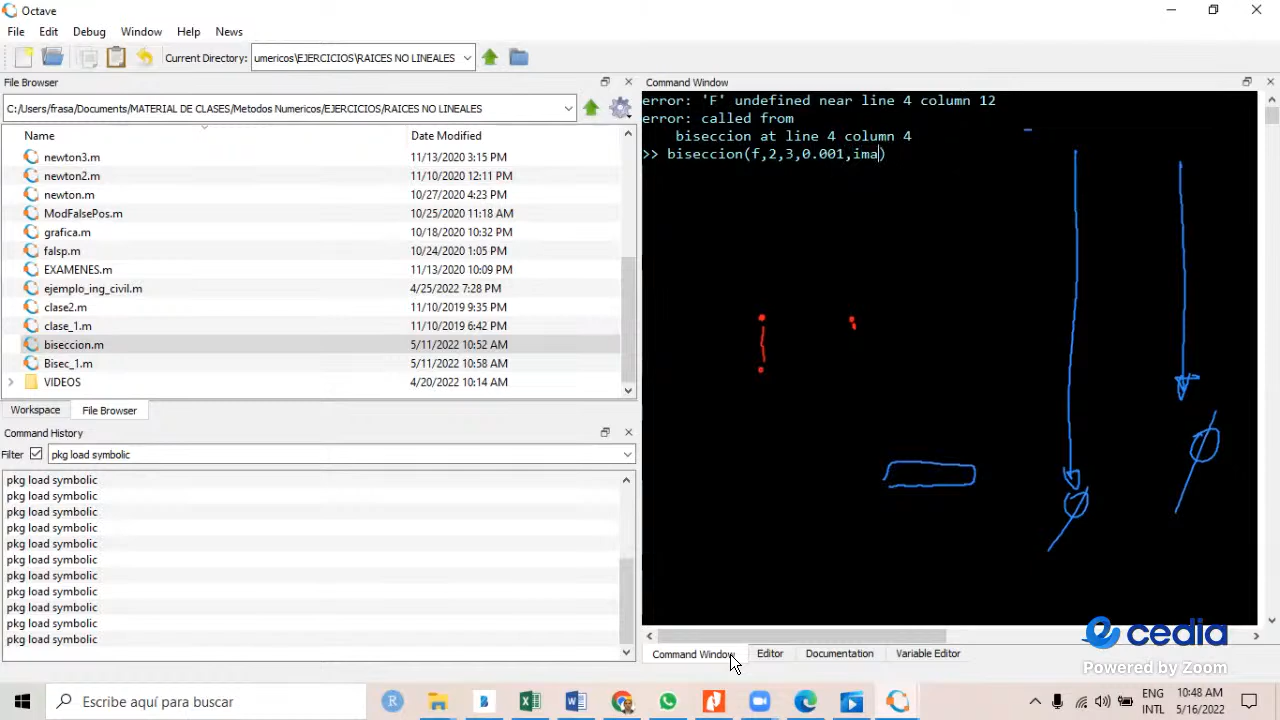 Octave
File Edit Debug Window Help News
Current Directory: umericos\EJERCICIOS\RAICES NO LINEALES
File Browser
C:/Users/frasa/Documents/MATERIAL DE CLASES/Metodos Numericos/EJERCICIOS/RAICES NO LINEALES
Name Date Modified
newton3.m 11/13/2020 3:15 PM
newton2.m 11/10/2020 12:11 PM
newton.m 10/27/2020 4:23 PM
ModFalsePos.m 10/25/2020 11:18 AM
grafica.m 10/18/2020 10:32 PM
falsp.m 10/24/2020 1:05 PM
EXAMENES.m 11/13/2020 10:09 PM
ejemplo_ing_civil.m 4/25/2022 7:28 PM
clase2.m 11/10/2019 9:35 PM
clase_1.m 11/10/2019 6:42 PM
biseccion.m 5/11/2022 10:52 AM
Bisec_1.m 5/11/2022 10:58 AM
VIDEOS 4/20/2022 10:14 AM
Workspace File Browser
Command History
Filter pkg load symbolic
pkg load symbolic
pkg load symbolic
pkg load symbolic
pkg load symbolic
pkg load symbolic
pkg load symbolic
pkg load symbolic
pkg load symbolic
pkg load symbolic
pkg load symbolic
pkg load symbolic
Command Window
error: 'F' undefined near line 4 column 12
error: called from
biseccion at line 4 column 4
>> biseccion(f,2,3,0.001,ima)
Command Window Editor Documentation Variable Editor
cedia
Powered by Zoom
Escribe aquí para buscar
ENG
INTL
10:48 AM
5/16/2022